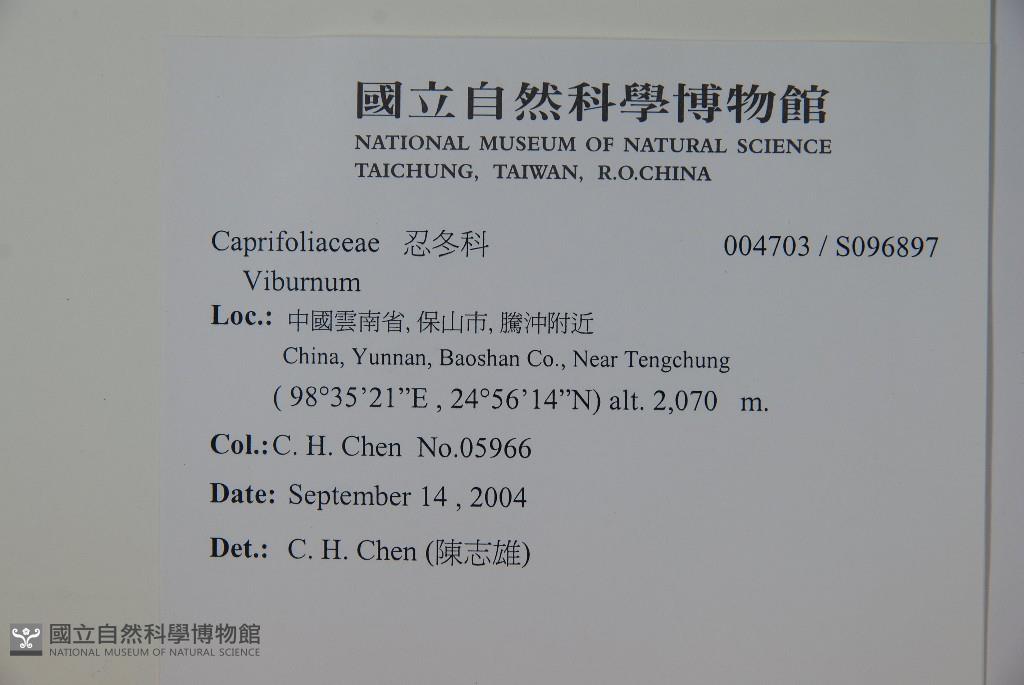 國立自然科學博物館
NATIONAL MUSEUM OF NATURAL SCIENCE
TAICHUNG, TAIWAN, R.O.CHINA
Caprifoliaceae 忍冬科 004703 / S096897
Viburnum
Loc.: 中國雲南省, 保山市, 騰沖附近
China, Yunnan, Baoshan Co., Near Tengchung
( 98°35’21”E , 24°56’14”N) alt. 2,070 m.
Col.: C. H. Chen No.05966
Date: September 14 , 2004
Det.: C. H. Chen (陳志雄)
國立自然科學博物館
NATIONAL MUSEUM OF NATURAL SCIENCE